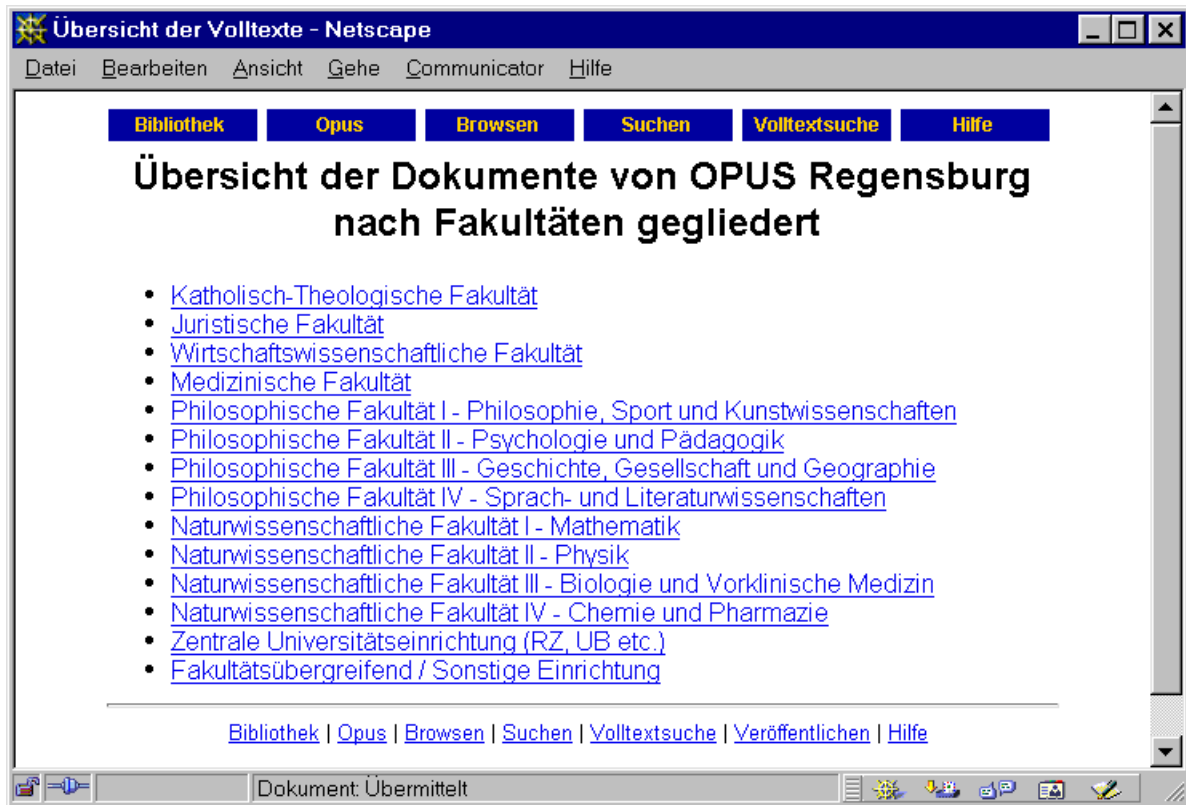 Übersicht der Volltexte - Netscape
Datei Bearbeiten Ansicht Gehe Communicator Hilfe
Bibliothek Opus Browsen Suchen Volltextsuche Hilfe
Übersicht der Dokumente von OPUS Regensburg
nach Fakultäten gegliedert
• Katholisch-Theologische Fakultät
• Juristische Fakultät
• Wirtschaftswissenschaftliche Fakultät
• Medizinische Fakultät
• Philosophische Fakultät I - Philosophie, Sport und Kunstwissenschaften
• Philosophische Fakultät II - Psychologie und Pädagogik
• Philosophische Fakultät III - Geschichte, Gesellschaft und Geographie
• Philosophische Fakultät IV - Sprach- und Literaturwissenschaften
• Naturwissenschaftliche Fakultät I - Mathematik
• Naturwissenschaftliche Fakultät II - Physik
• Naturwissenschaftliche Fakultät III - Biologie und Vorklinische Medizin
• Naturwissenschaftliche Fakultät IV - Chemie und Pharmazie
• Zentrale Universitätseinrichtung (RZ, UB etc.)
• Fakultätsübergreifend / Sonstige Einrichtung
Bibliothek | Opus | Browsen | Suchen | Volltextsuche | Veröffentlichen | Hilfe
Dokument: Übermittelt